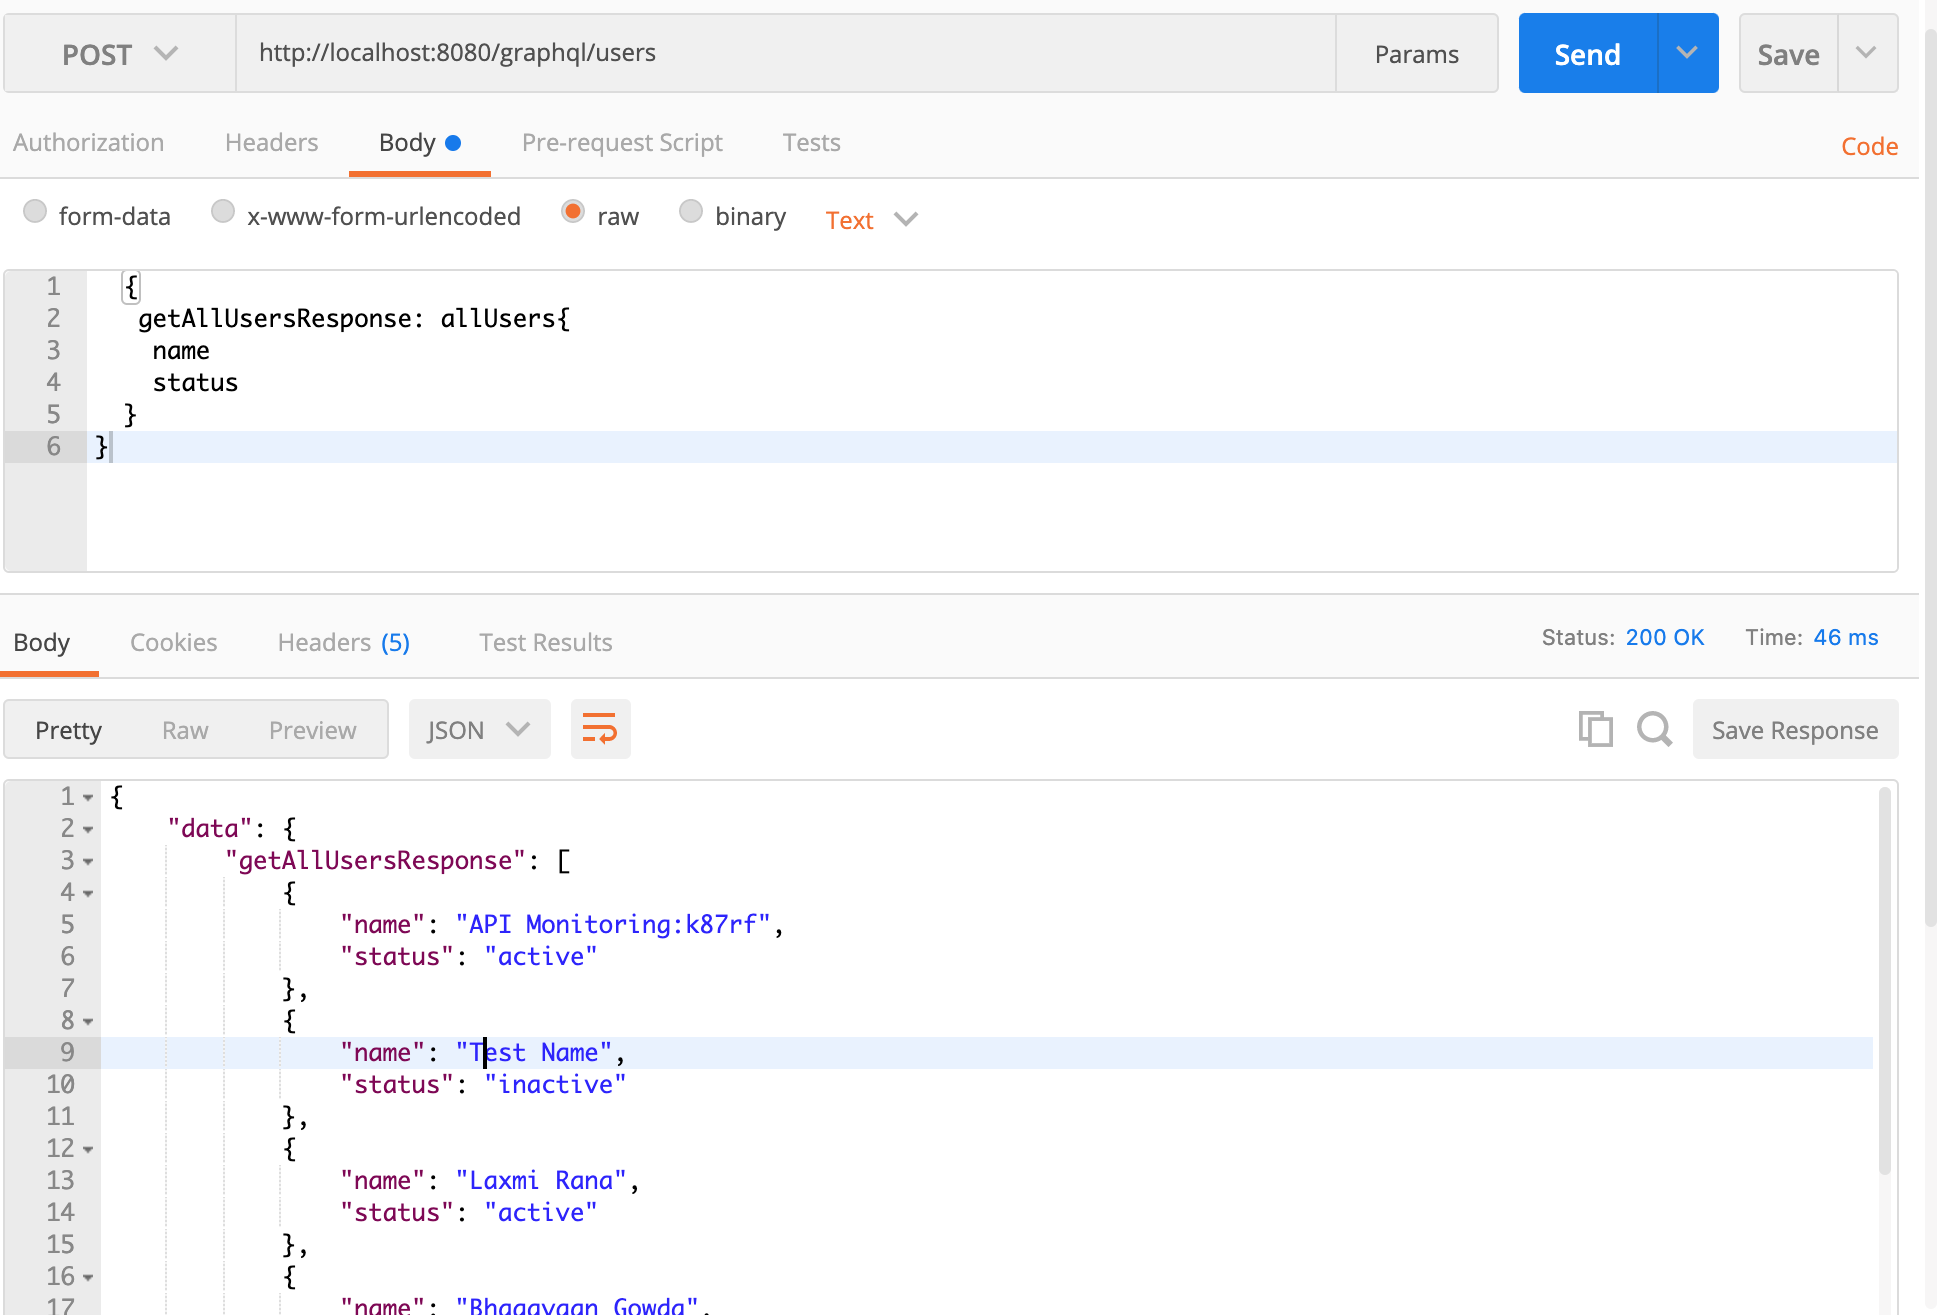 POST http://localhost:8080/graphql/users Params Send Save
Authorization Headers Body Pre-request Script Tests Code
form-data x-www-form-urlencoded raw binary Text
1 {
2 getAllUsersResponse: allUsers{
3 name
4 status
5 }
6 }
Body Cookies Headers (5) Test Results Status: 200 OK Time: 46 ms
Pretty Raw Preview JSON Save Response
1 {
2 "data": {
3 "getAllUsersResponse": [
4 {
5 "name": "API Monitoring:k87rf",
6 "status": "active"
7 },
8 {
9 "name": "Test Name",
10 "status": "inactive"
11 },
12 {
13 "name": "Laxmi Rana",
14 "status": "active"
15 },
16 {
17 "name": "Bhagavaan Gowda",